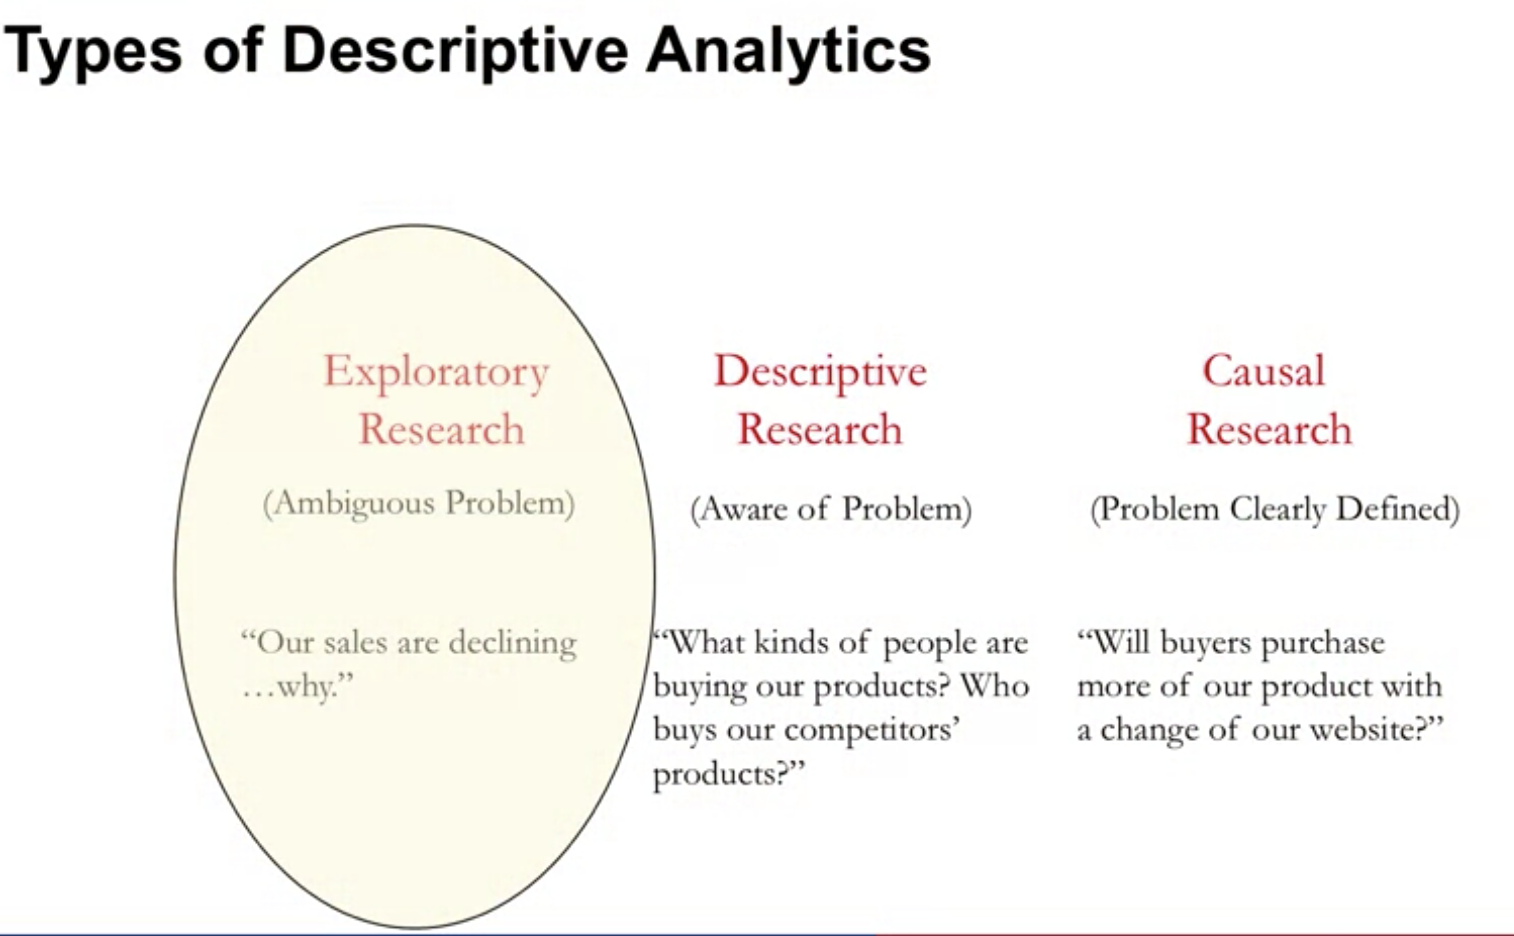 Types of Descriptive Analytics
Exploratory
Research
(Ambiguous Problem)
“Our sales are declining
…why.”
Descriptive
Research
(Aware of Problem)
“What kinds of people are
buying our products? Who
buys our competitors’
products?”
Causal
Research
(Problem Clearly Defined)
“Will buyers purchase
more of our product with
a change of our website?”